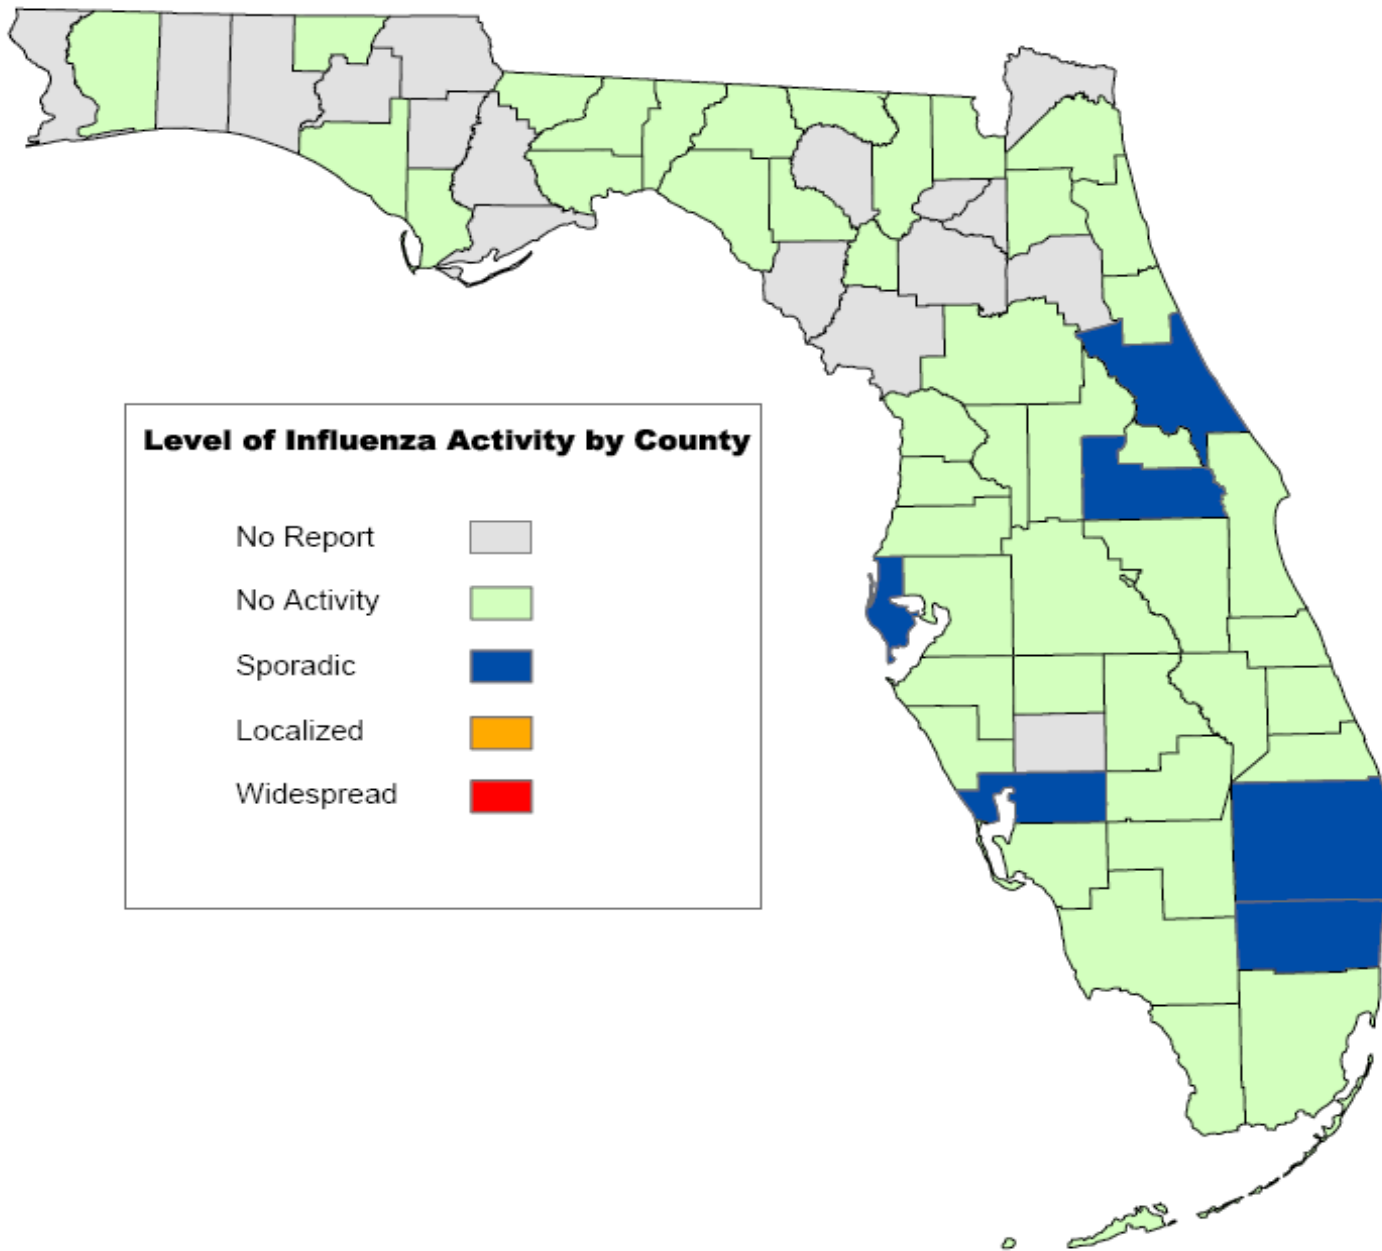 Level of Influenza Activity by County
No Report
No Activity
Sporadic
Localized
Widespread